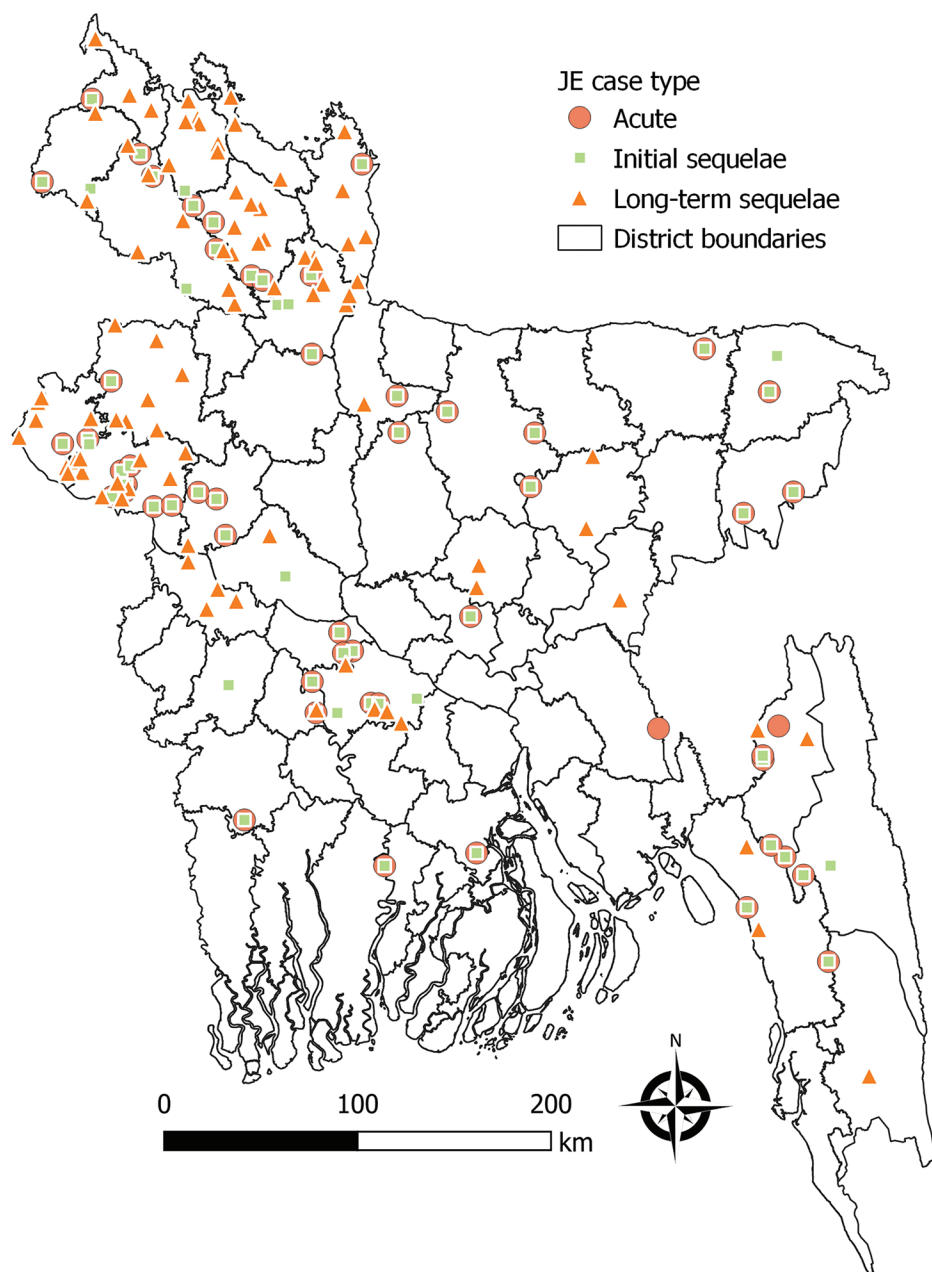 JE case type
Acute
Initial sequelae
Long-term sequelae
District boundaries
N
0 100 200
km